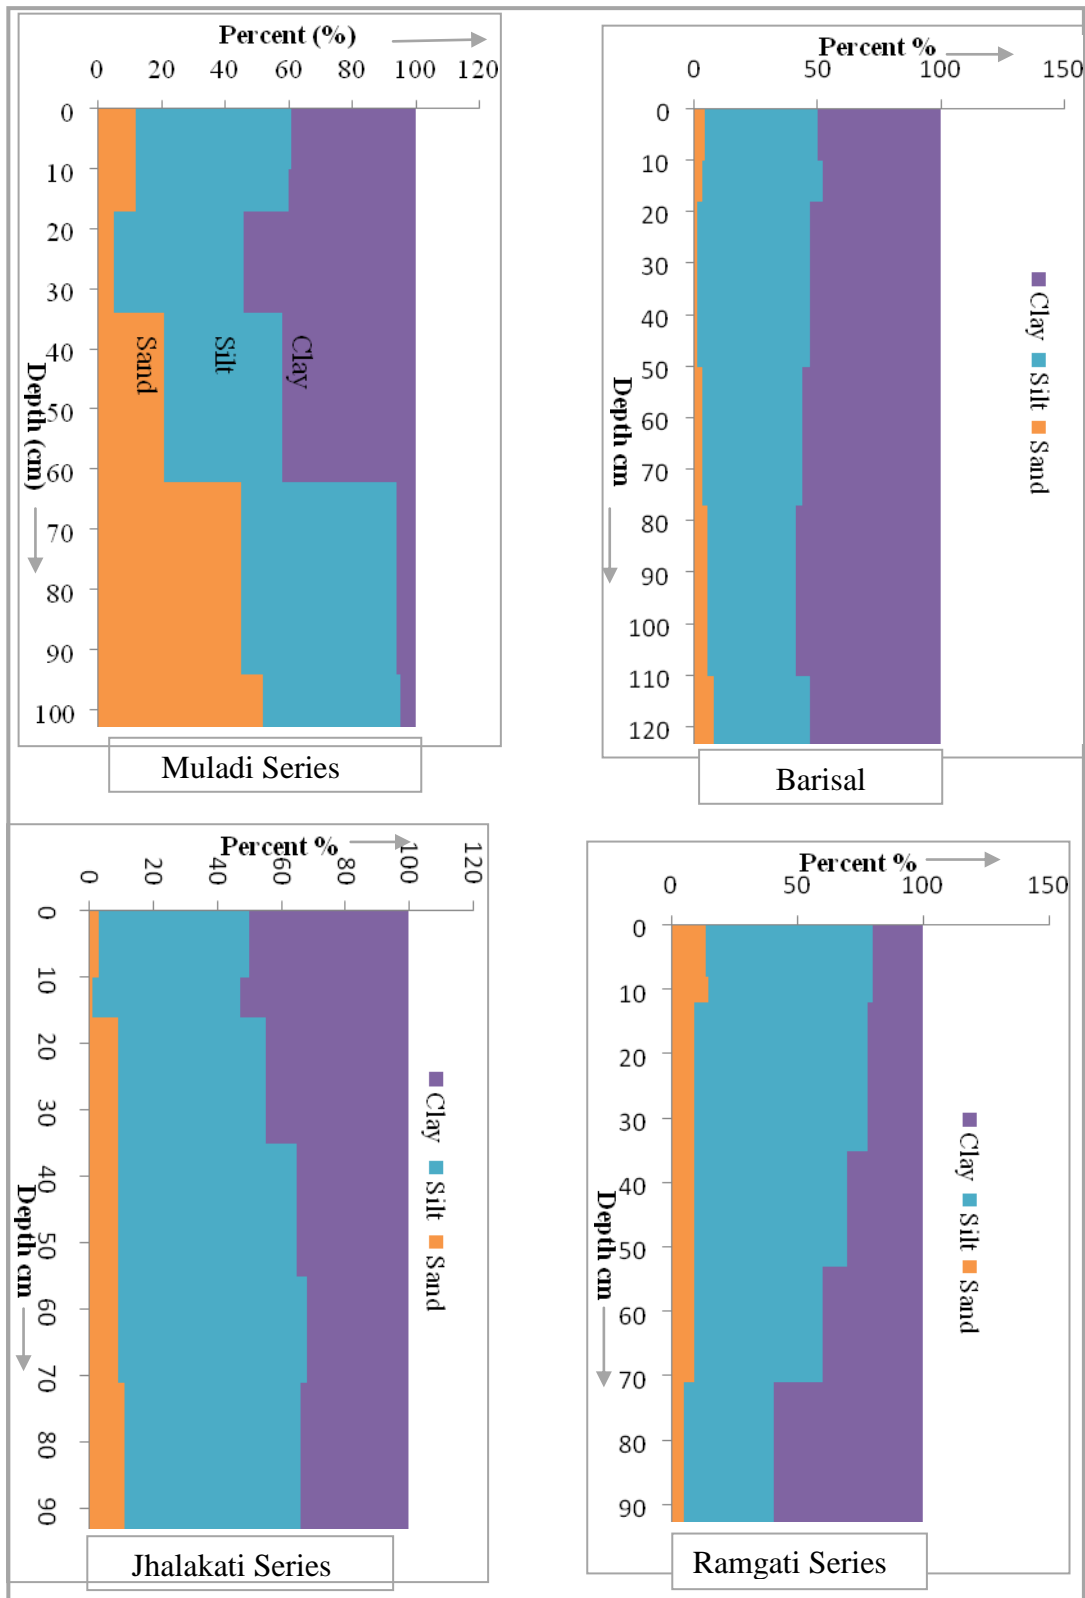 Percent (%)
0 20 40 60 80 100 120
0
10
20
30
40
50
60
70
80
90
100
Depth (cm)
Sand
Silt
Clay
Muladi Series
Percent %
0 50 100 150
0
10
20
30
40
50
60
70
80
90
100
110
120
Depth cm
Clay Silt Sand
Barisal
Percent %
0 20 40 60 80 100 120
0
10
20
30
40
50
60
70
80
90
Depth cm
Clay Silt Sand
Jhalakati Series
Percent %
0 50 100 150
0
10
20
30
40
50
60
70
80
90
Depth cm
Clay Silt Sand
Ramgati Series